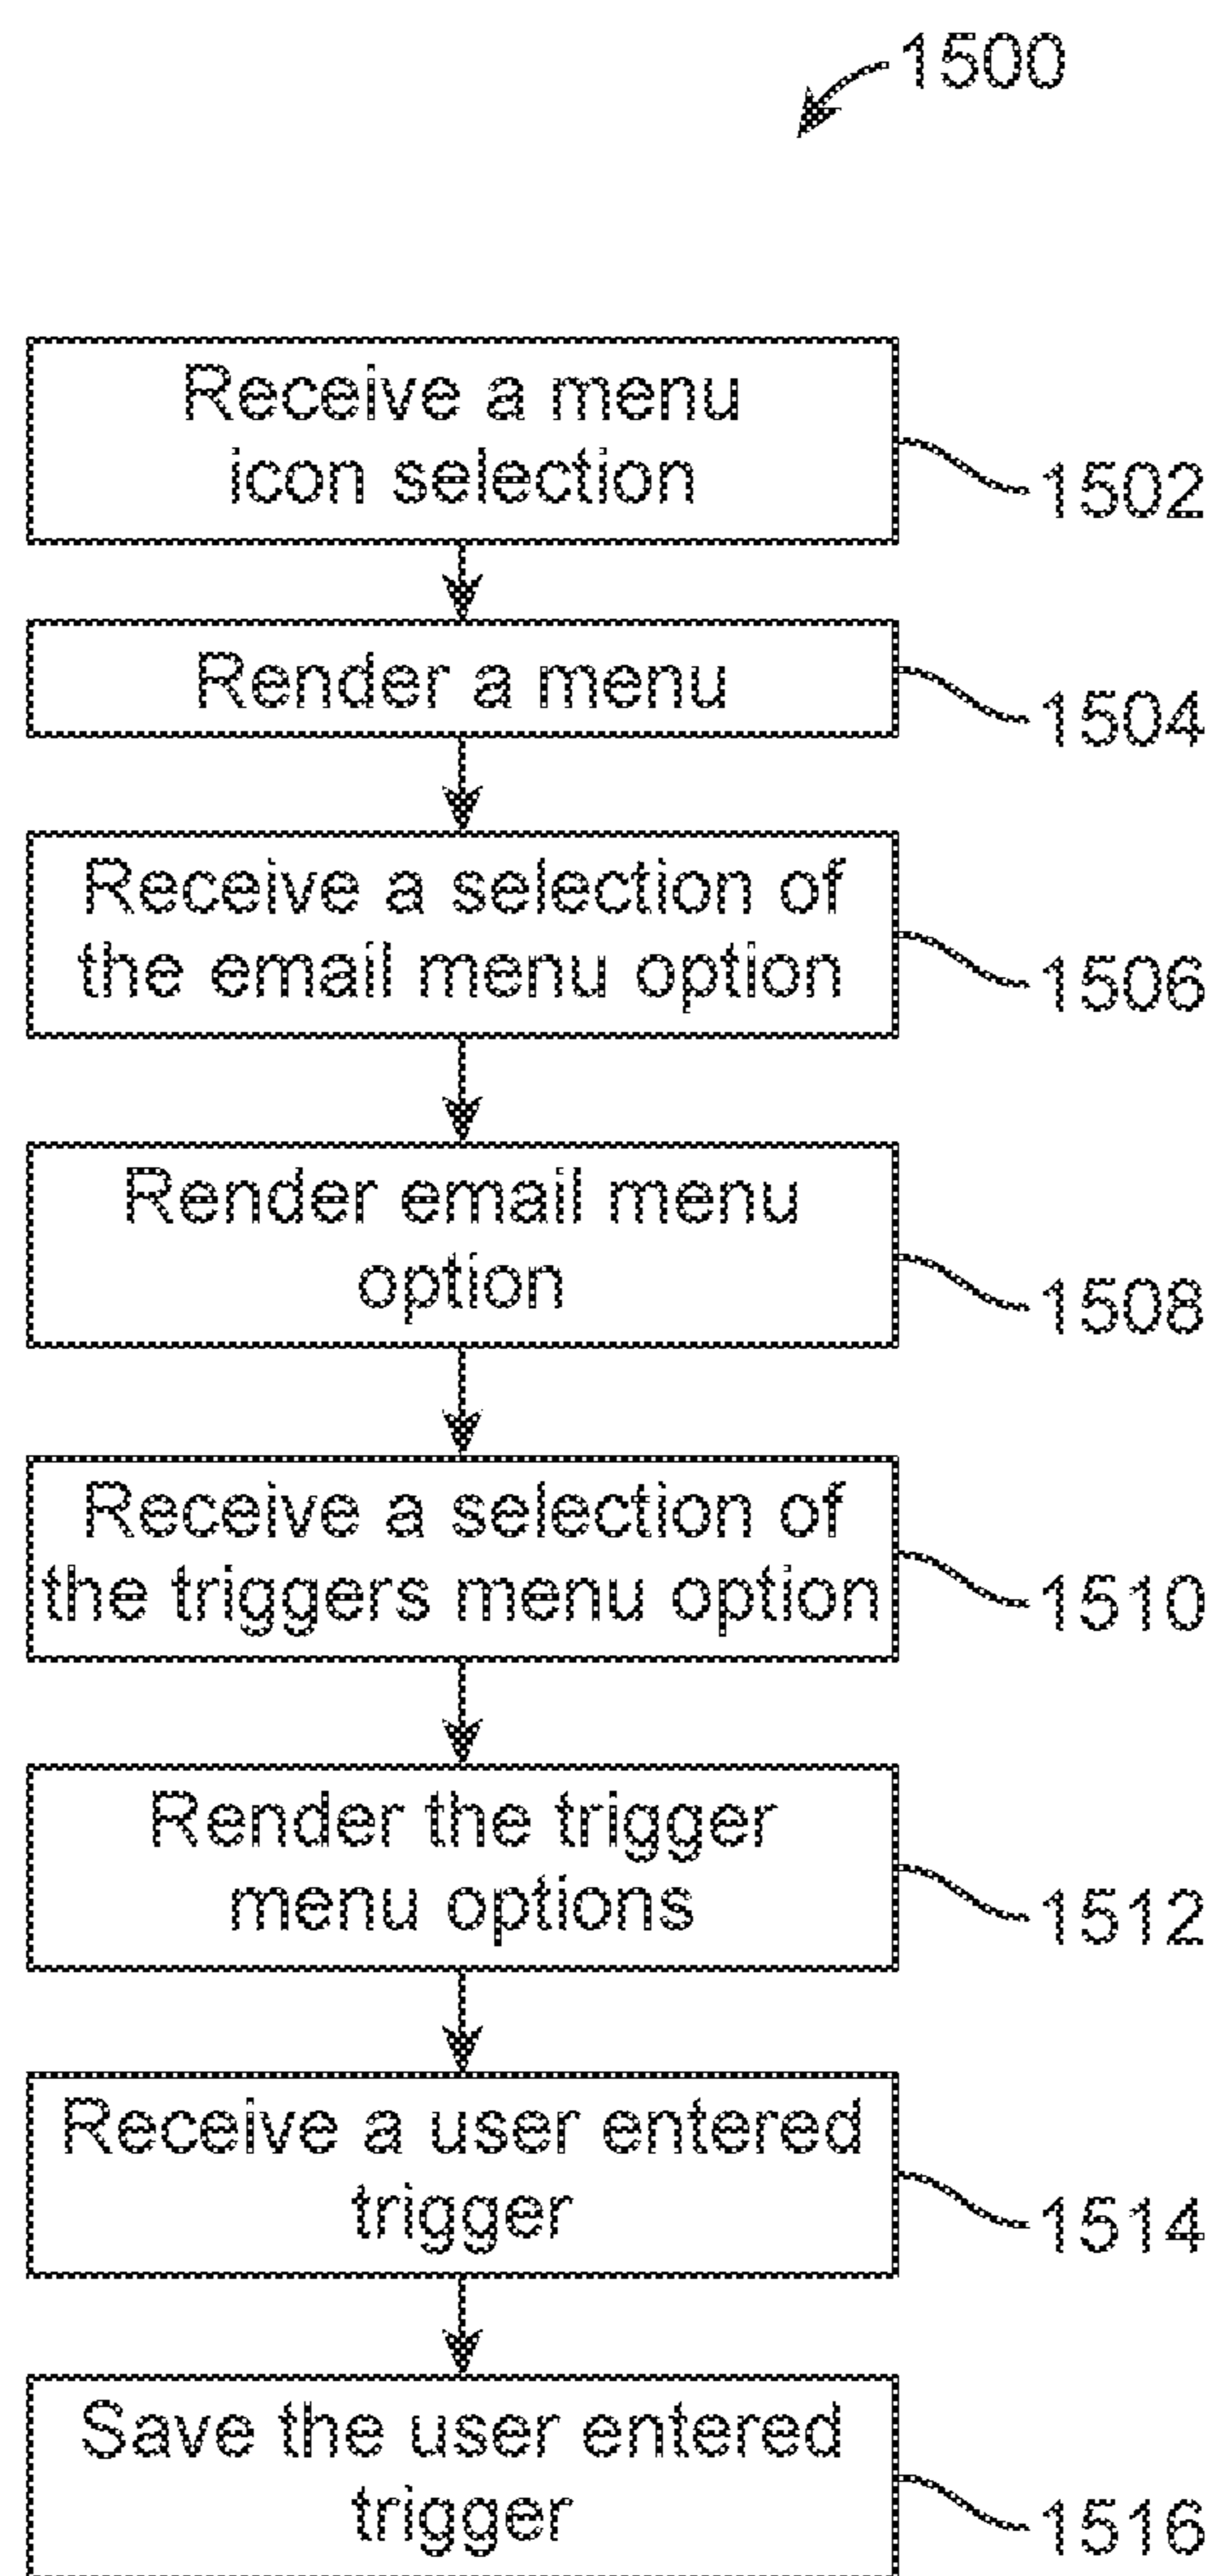 1500
Receive a menu
icon selection
1502
Render a menu
1504
Receive a selection of
the email menu option
1506
Render email menu
option
1508
Receive a selection of
the triggers menu option
1510
Render the trigger
menu options
1512
Receive a user entered
trigger
1514
Save the user entered
trigger
1516